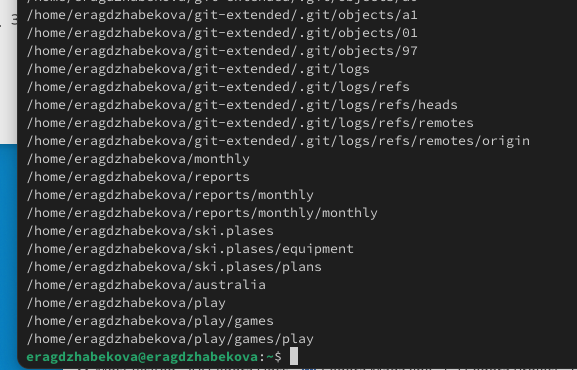 3
/home/eragdzhabekova/git-extended/.git/objects/a1
/home/eragdzhabekova/git-extended/.git/objects/01
/home/eragdzhabekova/git-extended/.git/objects/97
/home/eragdzhabekova/git-extended/.git/logs
/home/eragdzhabekova/git-extended/.git/logs/refs
/home/eragdzhabekova/git-extended/.git/logs/refs/heads
/home/eragdzhabekova/git-extended/.git/logs/refs/remotes
/home/eragdzhabekova/git-extended/.git/logs/refs/remotes/origin
/home/eragdzhabekova/monthly
/home/eragdzhabekova/reports
/home/eragdzhabekova/reports/monthly
/home/eragdzhabekova/reports/monthly/monthly
/home/eragdzhabekova/ski.plases
/home/eragdzhabekova/ski.plases/equipment
/home/eragdzhabekova/ski.plases/plans
/home/eragdzhabekova/australia
/home/eragdzhabekova/play
/home/eragdzhabekova/play/games
/home/eragdzhabekova/play/games/play
eragdzhabekova@eragdzhabekova:~$